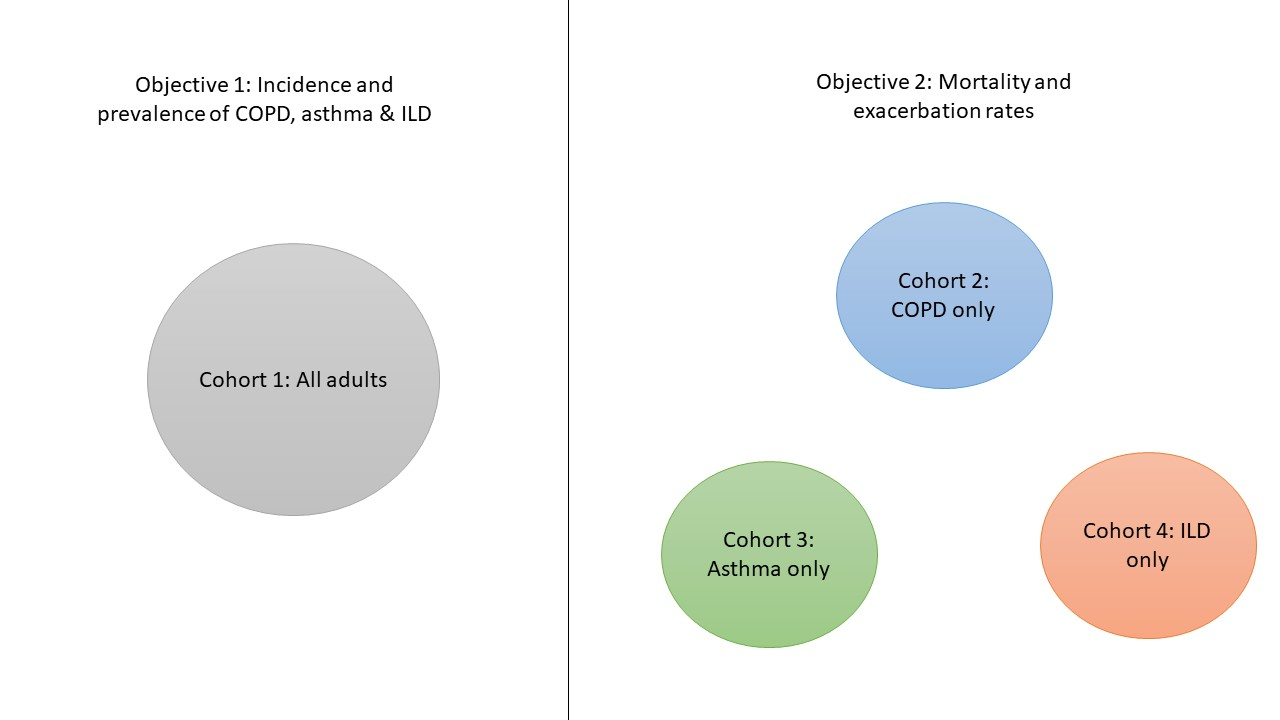 Objective 1: Incidence and
prevalence of COPD, asthma & ILD
Cohort 1: All adults
Objective 2: Mortality and
exacerbation rates
Cohort 2:
COPD only
Cohort 3:
Asthma only
Cohort 4: ILD
only